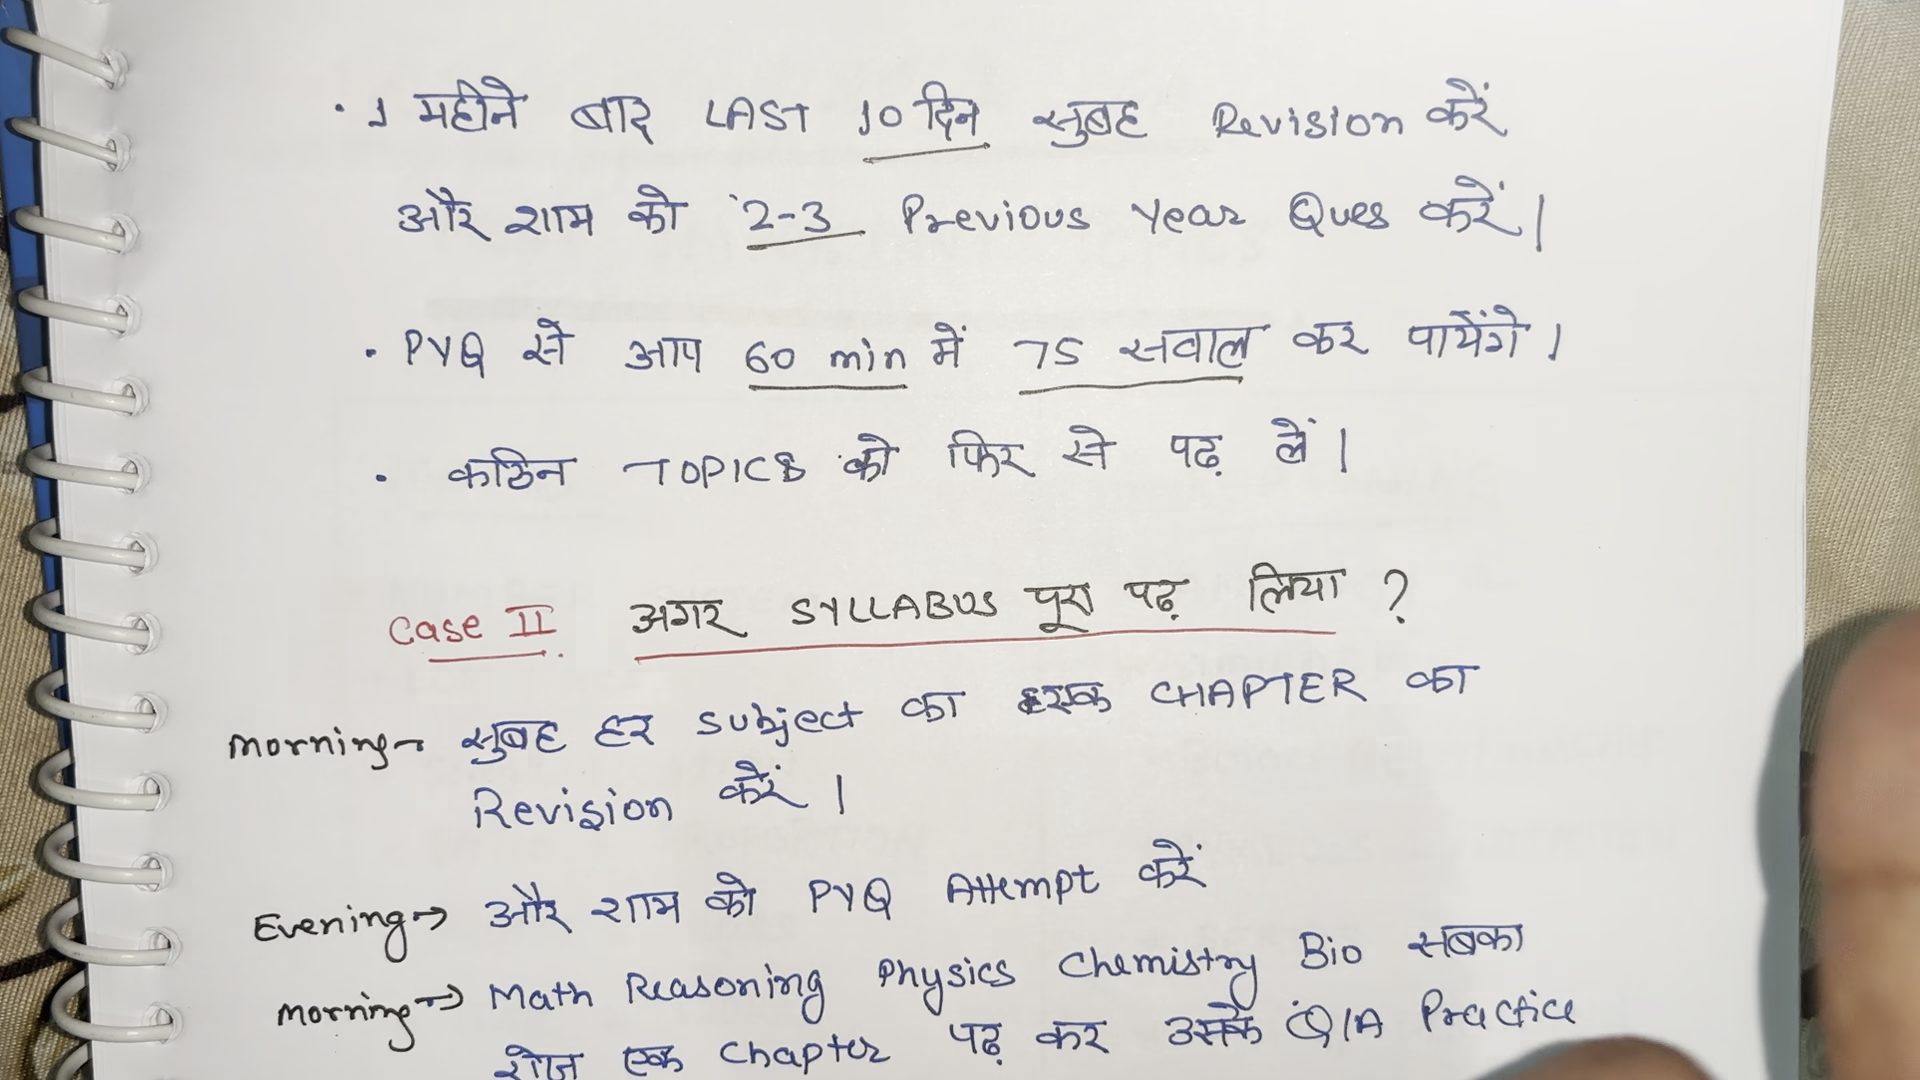 · 1 महीने बाद LAST 10 दिन सुबह Revision करें
और शाम को 2-3 Previous Year Ques करें।
· PYQ से आप 60 min में 75 सवाल कर पायेंगे।
· कठिन TOPICS को फिर से पढ़ लें।
Case II अगर SYLLABUS पूरा पढ़ लिया ?
Morning→ सुबह हर subject का CHAPTER का
Revision करें।
Evening→ और शाम को PYQ Attempt करें
Morning→ Math Reasoning Physics Chemistry Bio सबका
रोज एक Chapter पढ़ कर उसके Q/A Practice